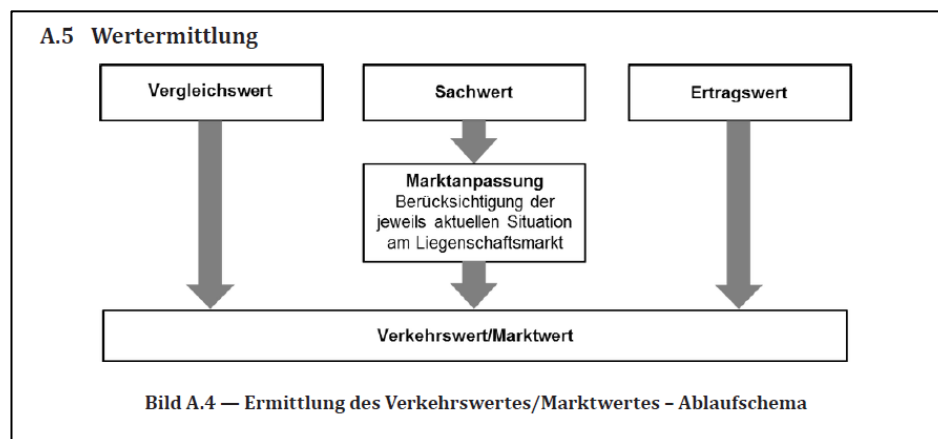 A.5 Wertermittlung
Vergleichswert
Sachwert
Ertragswert
Marktanpassung
Berücksichtigung der
jeweils aktuellen Situation
am Liegenschaftsmarkt
Verkehrswert/Marktwert
Bild A.4 — Ermittlung des Verkehrswertes/Marktwertes – Ablaufschema